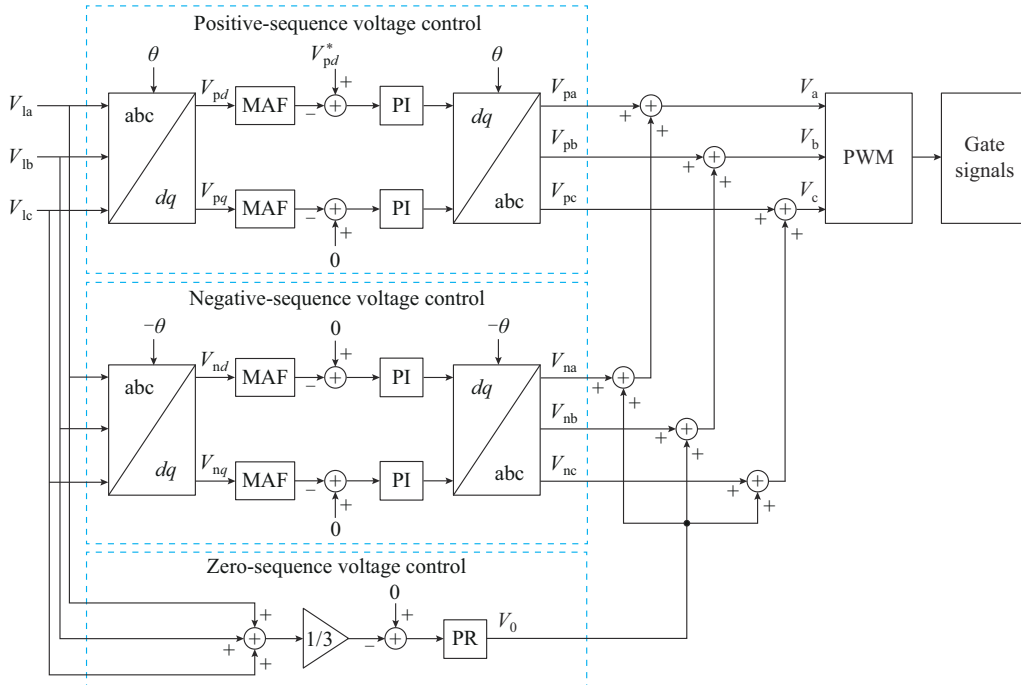 Positive-sequence voltage control
θ
V*pd
θ
Vla
abc
dq
Vpd
MAF
−
+
+
PI
dq
abc
Vpa
+
+
+
Va
PWM
Gate
signals
Vlb
Vpb
+
+
+
Vb
Vlc
Vpq
MAF
−
+
+
PI
Vpc
+
+
+
Vc
0
Negative-sequence voltage control
−θ
0
−θ
abc
dq
Vnd
MAF
−
+
+
PI
dq
abc
Vna
+
+
+
Vnb
+
+
+
Vnq
MAF
−
+
+
PI
Vnc
+
+
+
0
Zero-sequence voltage control
0
+
+
+
+
1/3
−
+
+
PR
V0